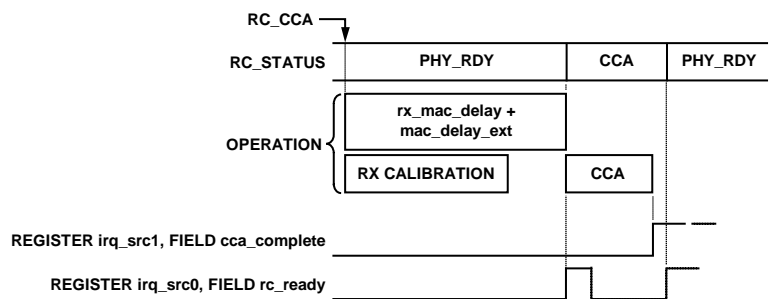 RC_CCA
RC_STATUS PHY_RDY CCA PHY_RDY
rx_mac_delay +
mac_delay_ext
OPERATION
RX CALIBRATION CCA
REGISTER irq_src1, FIELD cca_complete
REGISTER irq_src0, FIELD rc_ready